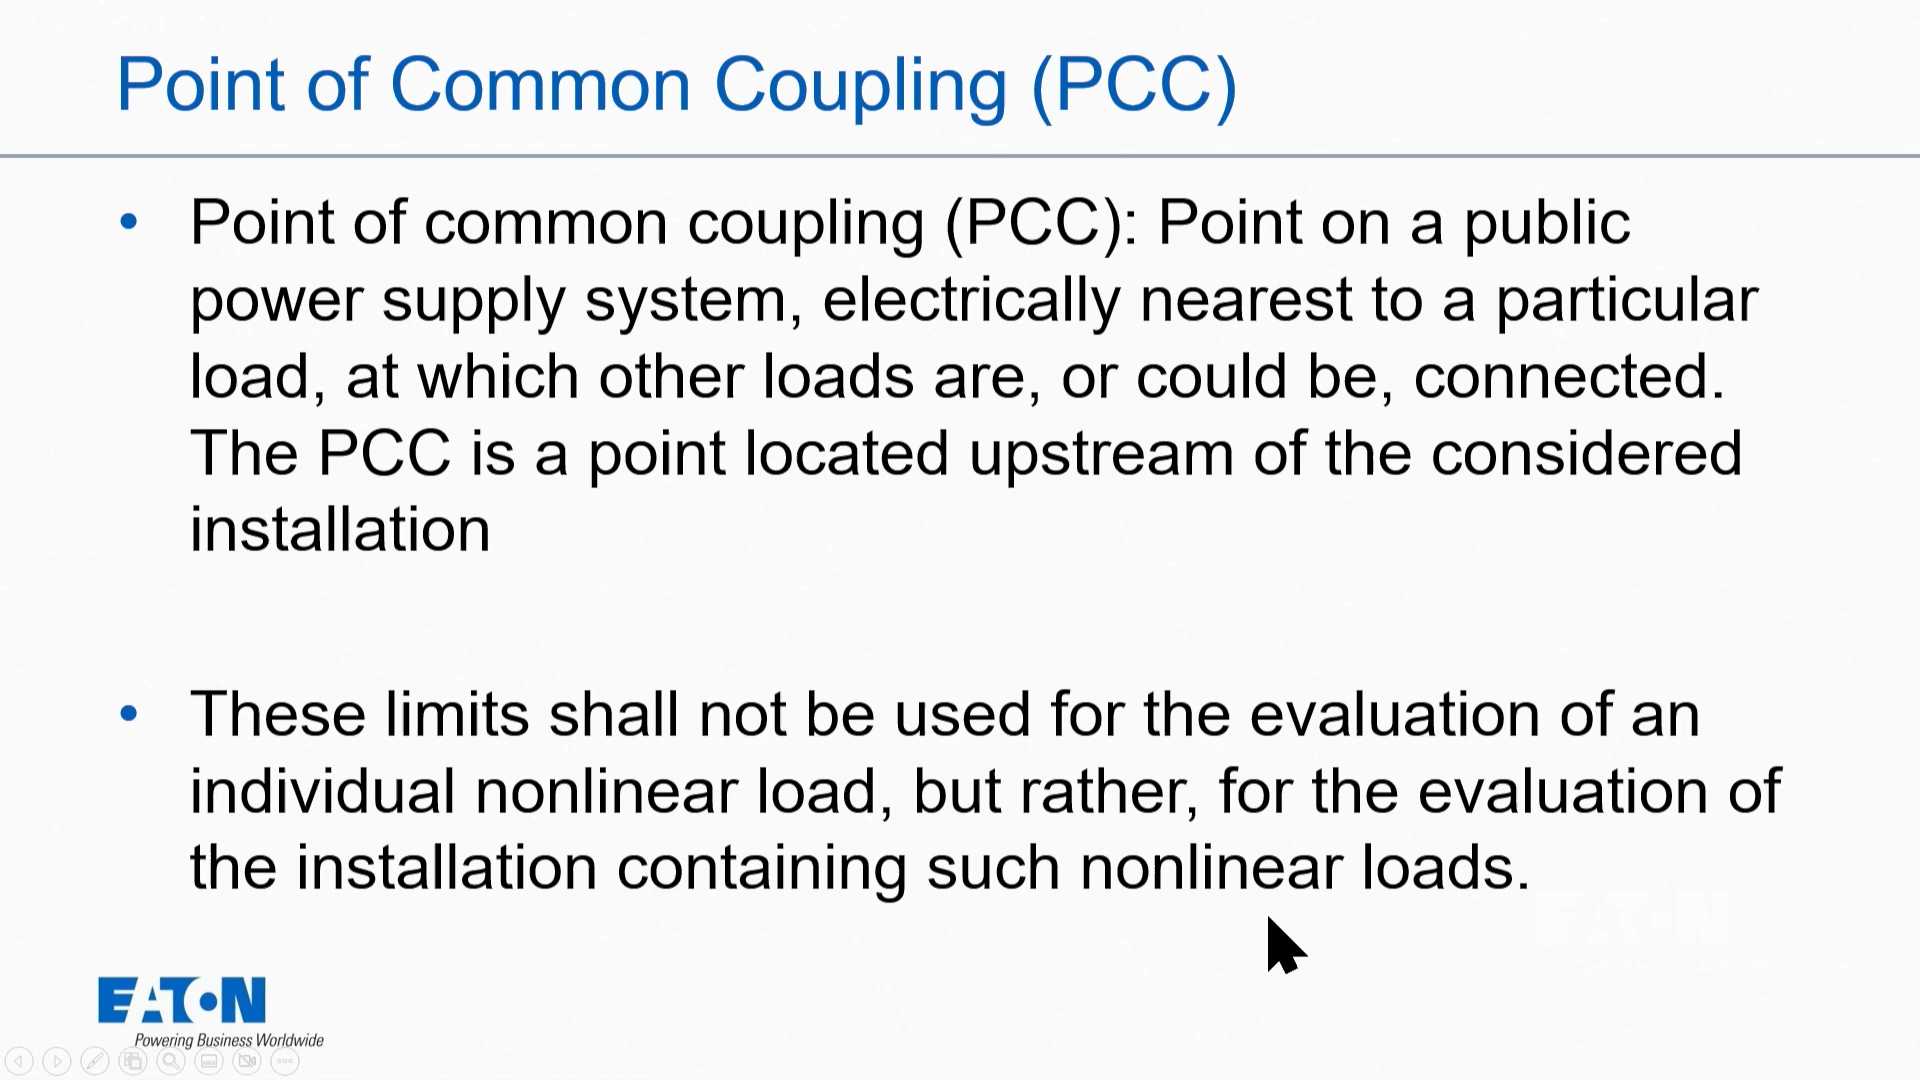 Point of Common Coupling (PCC)
• Point of common coupling (PCC): Point on a public
power supply system, electrically nearest to a particular
load, at which other loads are, or could be, connected.
The PCC is a point located upstream of the considered
installation
• These limits shall not be used for the evaluation of an
individual nonlinear load, but rather, for the evaluation of
the installation containing such nonlinear loads.
EATON
EATON
Powering Business Worldwide